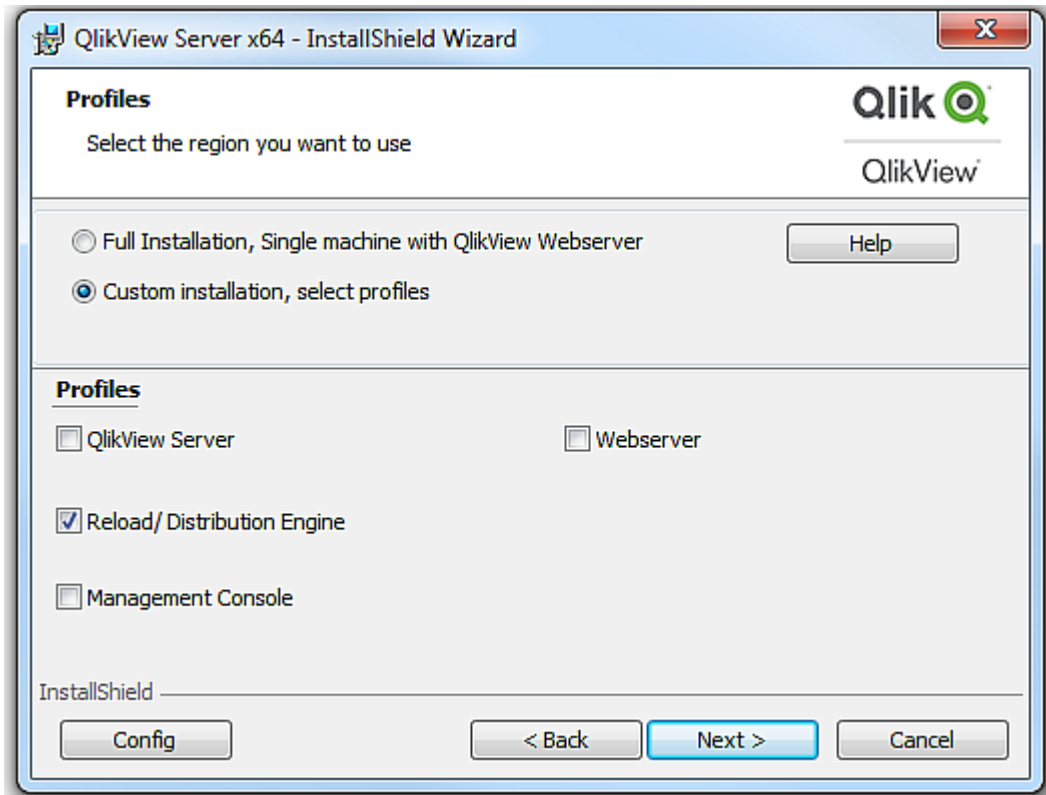 QlikView Server x64 - InstallShield Wizard
Profiles
Select the region you want to use
Qlik
QlikView
Full Installation, Single machine with QlikView Webserver
Help
Custom installation, select profiles
Profiles
QlikView Server
Webserver
Reload/ Distribution Engine
Management Console
InstallShield
Config
< Back
Next >
Cancel